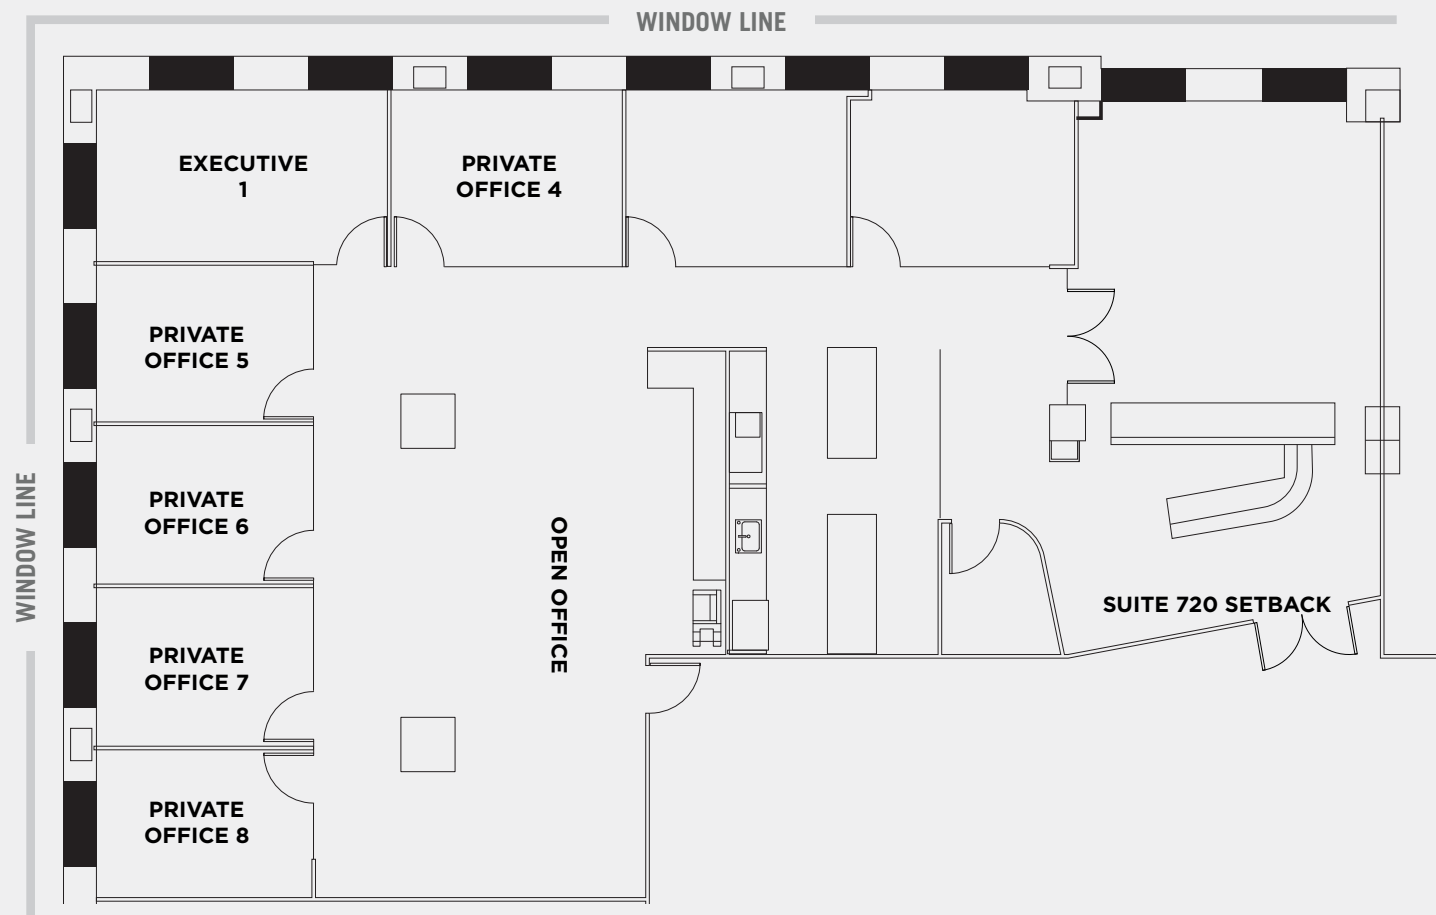 WINDOW LINE
EXECUTIVE
1
PRIVATE
OFFICE 4
PRIVATE
OFFICE 5
PRIVATE
OFFICE 6
WINDOW LINE
OPEN OFFICE
SUITE 720 SETBACK
PRIVATE
OFFICE 7
PRIVATE
OFFICE 8